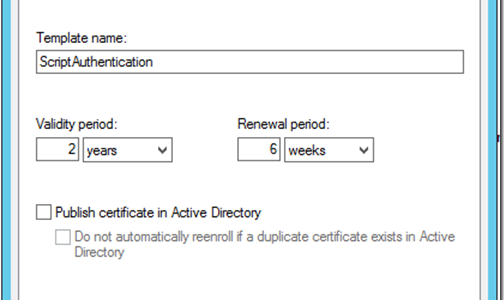 Template name:
ScriptAuthentication
Validity period: Renewal period:
2 years 6 weeks
Publish certificate in Active Directory
Do not automatically reenroll if a duplicate certificate exists in Active
Directory